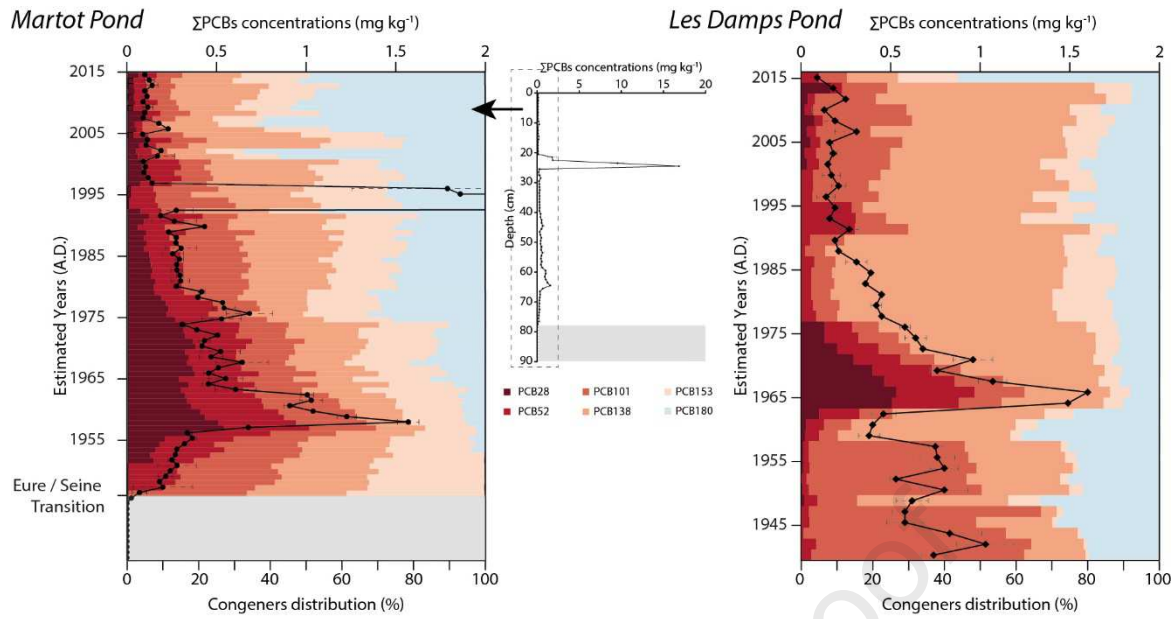 Martot Pond
ΣPCBs concentrations (mg kg⁻¹)
0 0.5 1 1.5 2
2015
2005
1995
1985
1975
1965
1955
Estimated Years (A.D.)
Eure / Seine
Transition
0 20 40 60 80 100
Congeners distribution (%)
ΣPCBs concentrations (mg kg⁻¹)
0 5 10 15 20
0
10
20
30
40
50
60
70
80
90
Depth (cm)
PCB28 PCB101 PCB153
PCB52 PCB138 PCB180
Les Damps Pond
ΣPCBs concentrations (mg kg⁻¹)
0 0.5 1 1.5 2
2015
2005
1995
1985
1975
1965
1955
1945
Estimated Years (A.D.)
0 20 40 60 80 100
Congeners distribution (%)